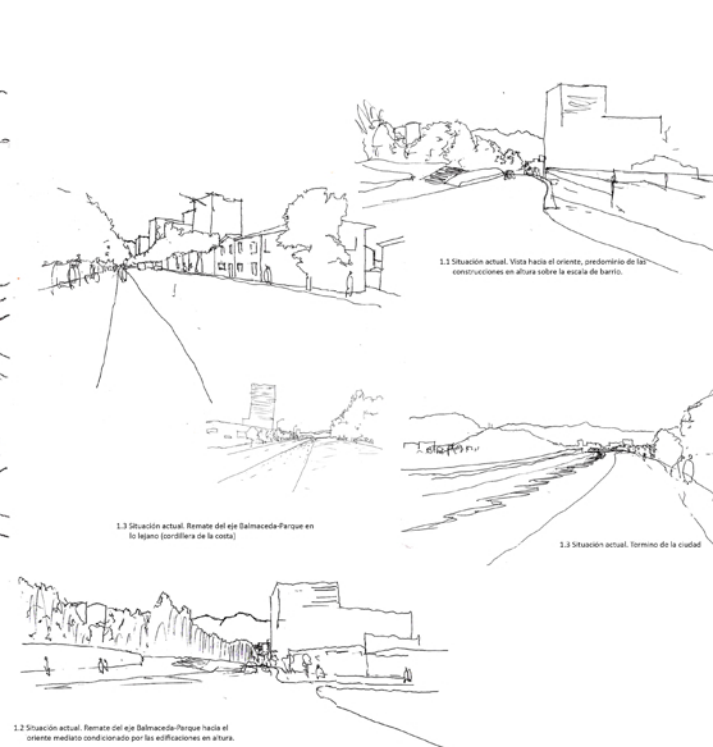 1.1 Situación actual. Vista hacia el oriente, predominio de las
construcciones en altura sobre la escala de barrio.
1.3 Situación actual. Remate del eje Balmaceda-Parque en
lo lejano (cordillera de la costa)
1.3 Situación actual. Termino de la ciudad
1.2 Situación actual. Remate del eje Balmaceda-Parque hacia el
oriente mediato condicionado por las edificaciones en altura.